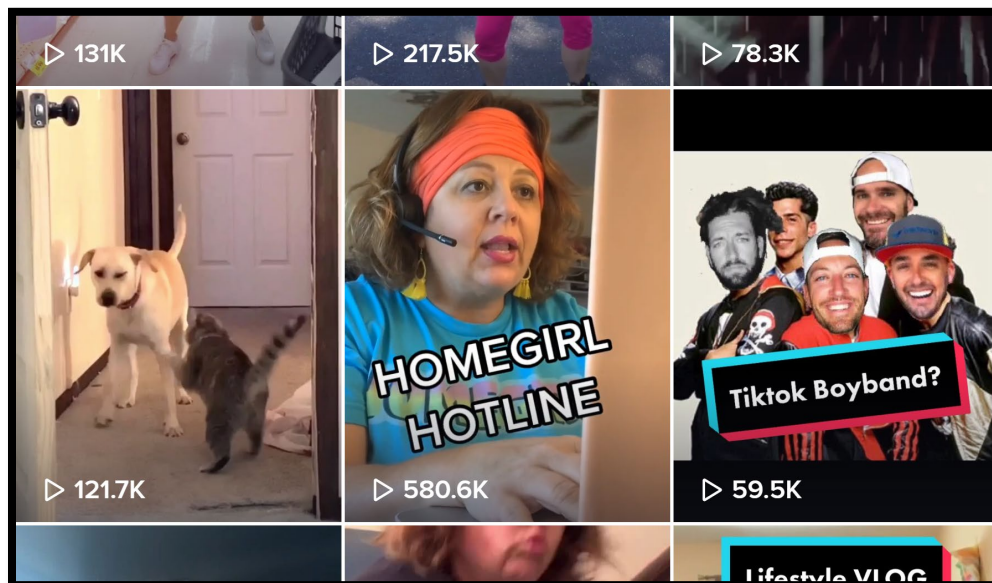 131K
217.5K
78.3K
HOMEGIRL
HOTLINE
Tiktok Boyband?
121.7K
580.6K
59.5K
Lifestyle VLOG